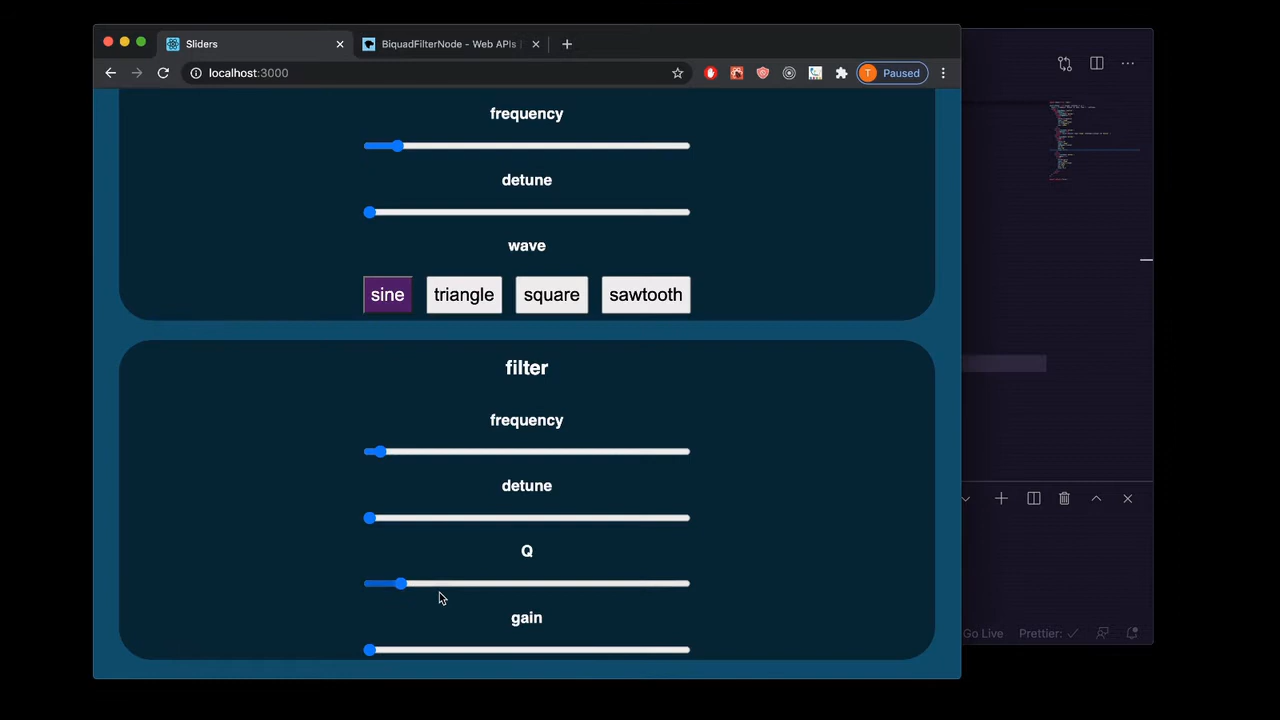 Sliders
BiquadFilterNode - Web APIs
localhost:3000
T Paused
frequency
detune
wave
sine triangle square sawtooth
filter
frequency
detune
Q
gain
Go Live Prettier: ✓